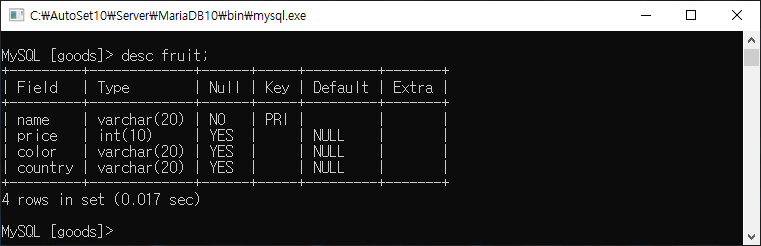 C:₩AutoSet10₩Server₩MariaDB10₩bin₩mysql.exe
MySQL [goods]> desc fruit;
+---------+-------------+------+-----+---------+-------+
| Field   | Type        | Null | Key | Default | Extra |
+---------+-------------+------+-----+---------+-------+
| name    | varchar(20) | NO   | PRI |         |       |
| price   | int(10)     | YES  |     | NULL    |       |
| color   | varchar(20) | YES  |     | NULL    |       |
| country | varchar(20) | YES  |     | NULL    |       |
+---------+-------------+------+-----+---------+-------+
4 rows in set (0.017 sec)
MySQL [goods]>